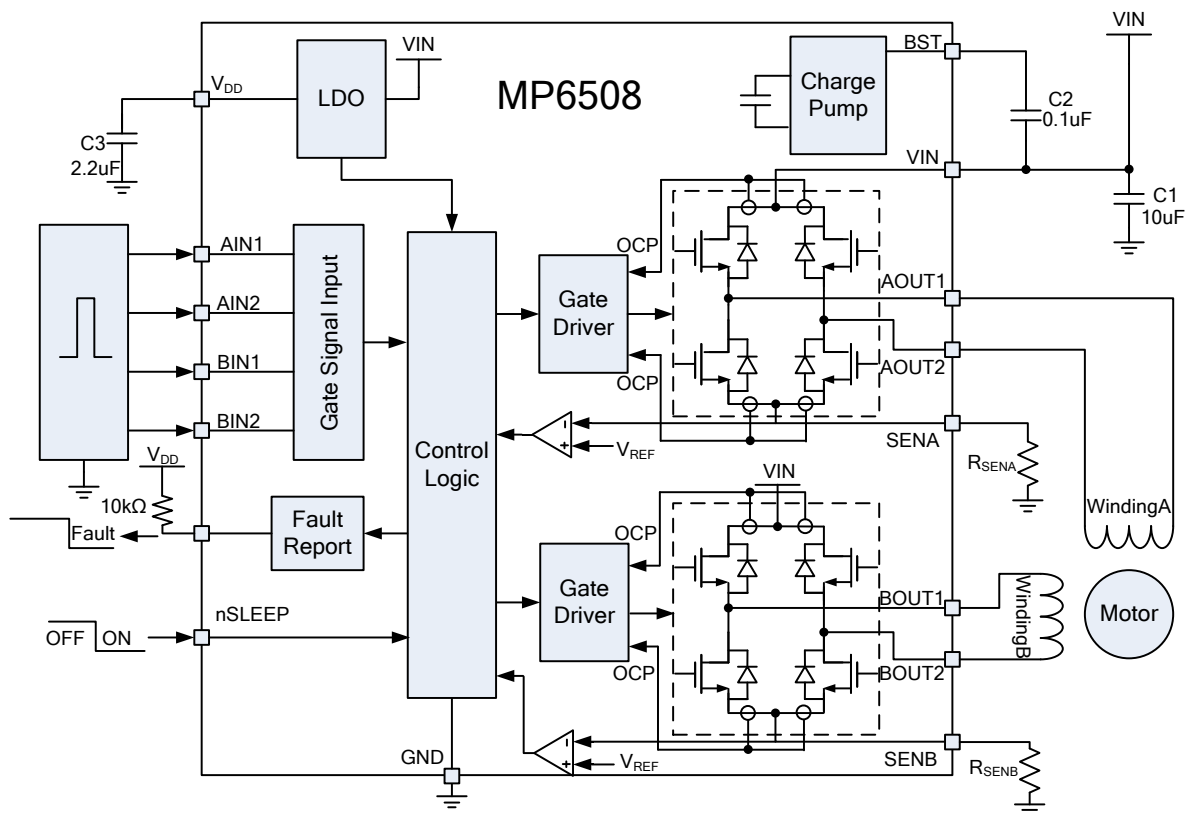 VIN
VIN
BST
VDD
LDO
MP6508
Charge
Pump
C2
0.1uF
C3
2.2uF
VIN
C1
10uF
AIN1
AIN2
BIN1
BIN2
Gate Signal Input
OCP
Gate
Driver
OCP
AOUT1
AOUT2
Control
Logic
VREF
SENA
RSENA
VDD
10kΩ
Fault
Fault
Report
VIN
WindingA
OCP
Gate
Driver
OCP
BOUT1
BOUT2
WindingB
Motor
nSLEEP
OFF
ON
GND
VREF
SENB
RSENB